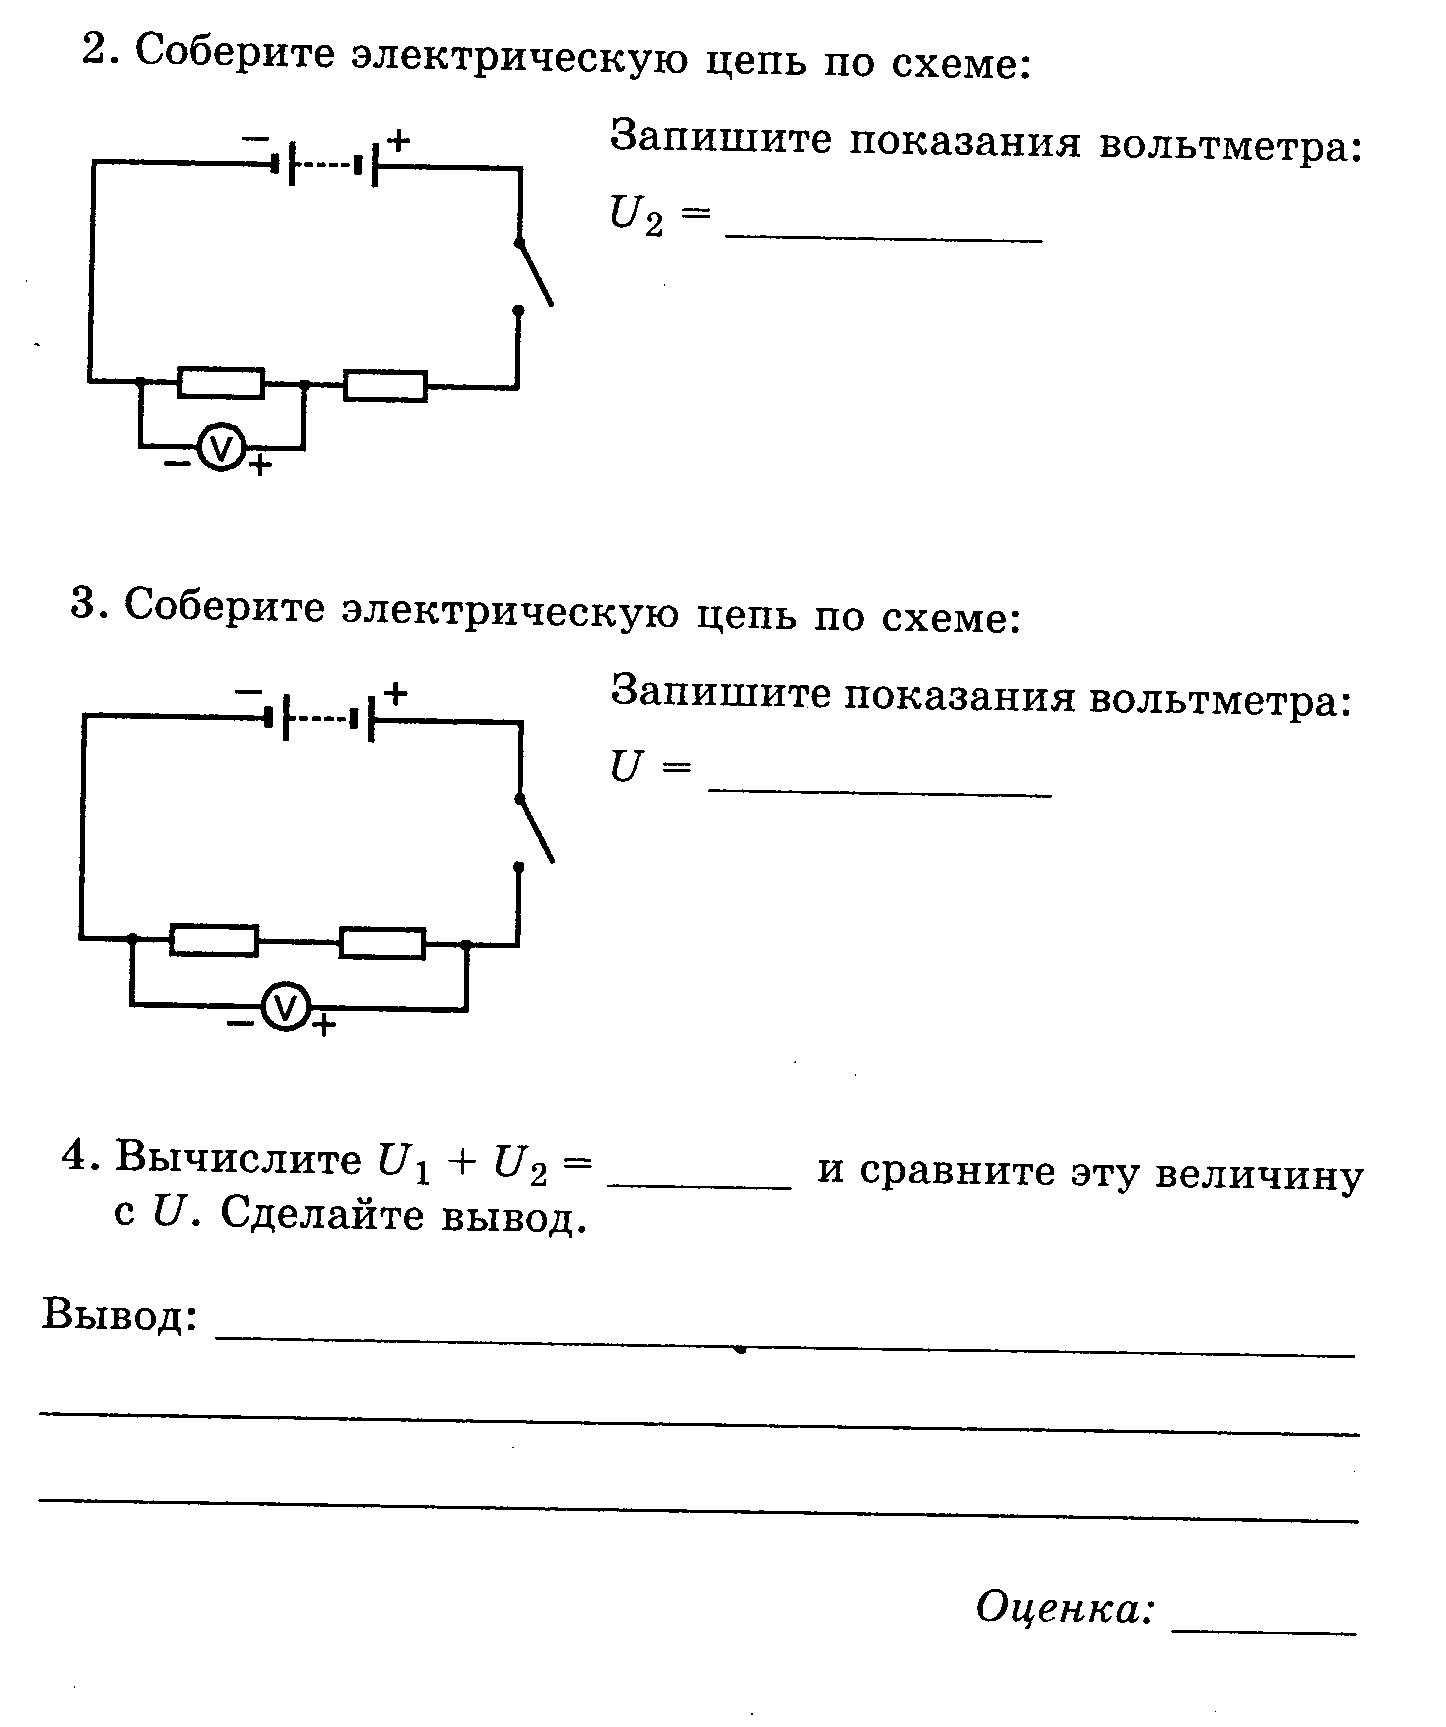 2. Соберите электрическую цепь по схеме:
− +
Запишите показания вольтметра:
U₂ =
V
− +
3. Соберите электрическую цепь по схеме:
− +
Запишите показания вольтметра:
U =
V
− +
4. Вычислите U₁ + U₂ = и сравните эту величину
с U. Сделайте вывод.
Вывод:
Оценка: